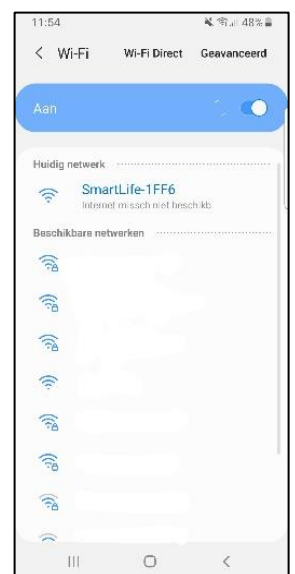 11:54 48%
Wi-Fi Wi-Fi Direct Geavanceerd
Aan
Huidig netwerk
SmartLife-1FF6
Internet missch niet beschikb.
Beschikbare netwerken